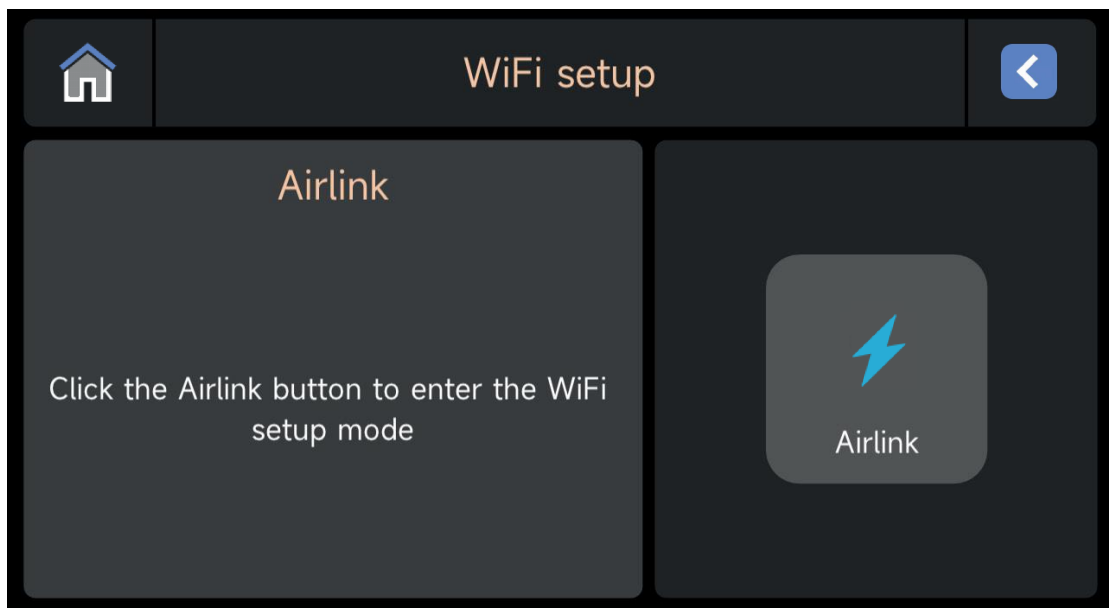 WiFi setup
Airlink
Click the Airlink button to enter the WiFi
setup mode
Airlink